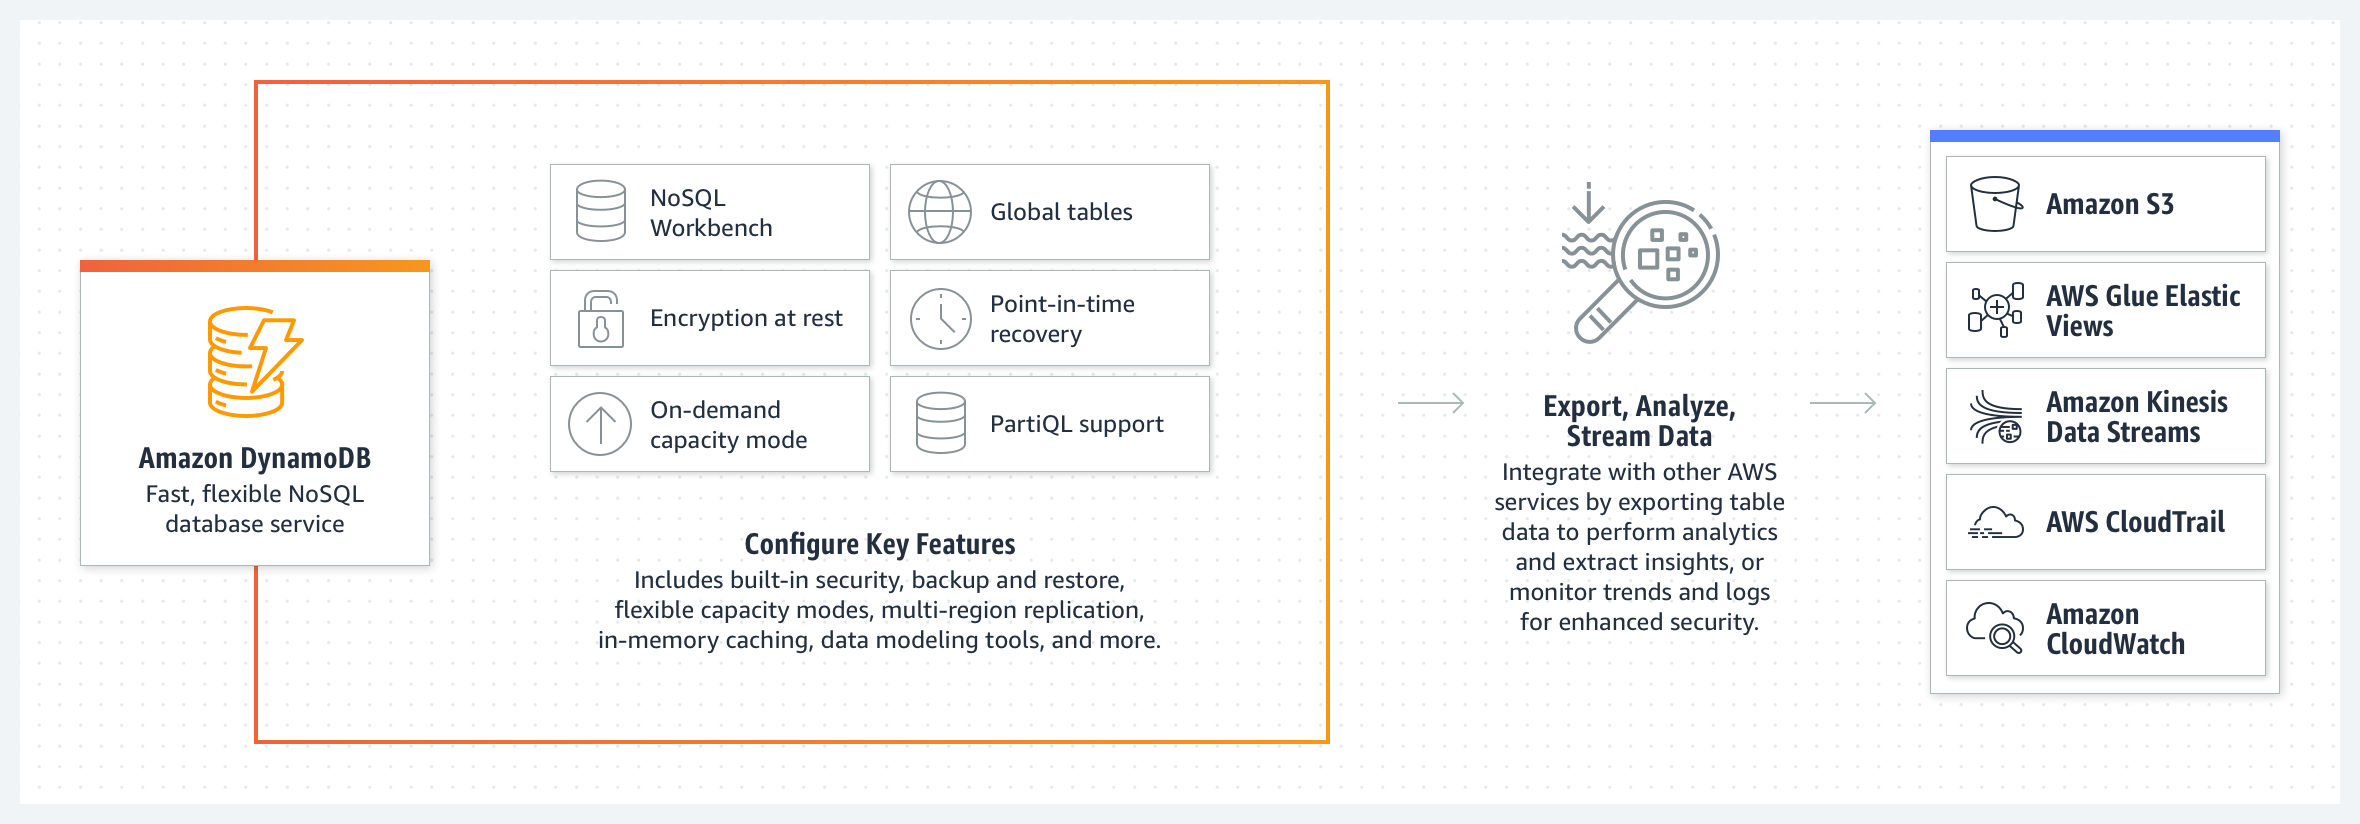 Amazon DynamoDB
Fast, flexible NoSQL
database service
NoSQL
Workbench
Global tables
Encryption at rest
Point-in-time
recovery
On-demand
capacity mode
PartiQL support
Configure Key Features
Includes built-in security, backup and restore,
flexible capacity modes, multi-region replication,
in-memory caching, data modeling tools, and more.
Export, Analyze,
Stream Data
Integrate with other AWS
services by exporting table
data to perform analytics
and extract insights, or
monitor trends and logs
for enhanced security.
Amazon S3
AWS Glue Elastic
Views
Amazon Kinesis
Data Streams
AWS CloudTrail
Amazon
CloudWatch